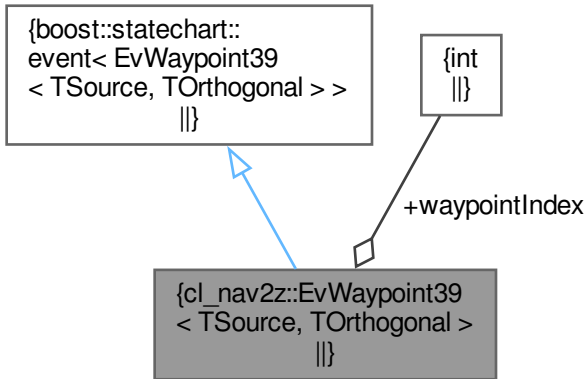 {boost::statechart::
event< EvWaypoint39
< TSource, TOrthogonal > >
||}
{int
||}
+waypointIndex
{cl_nav2z::EvWaypoint39
< TSource, TOrthogonal >
||}